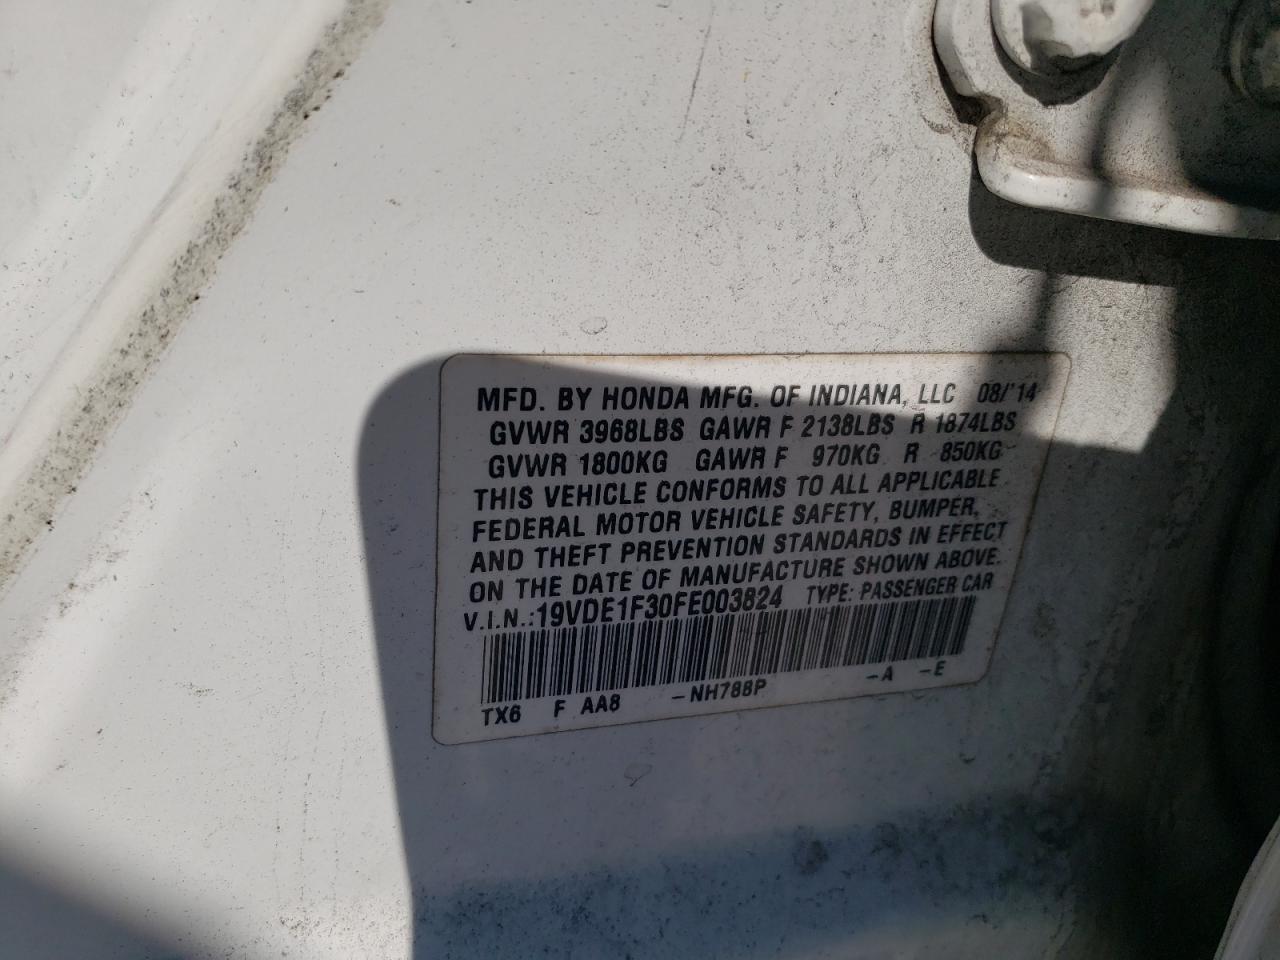 MFD. BY HONDA MFG. OF INDIANA, LLC 08/'14
GVWR 3968LBS GAWR F 2138LBS R 1874LBS
GVWR 1800KG GAWR F 970KG R 850KG
THIS VEHICLE CONFORMS TO ALL APPLICABLE
FEDERAL MOTOR VEHICLE SAFETY, BUMPER,
AND THEFT PREVENTION STANDARDS IN EFFECT
ON THE DATE OF MANUFACTURE SHOWN ABOVE.
V.I.N.:19VDE1F30FE003824 TYPE: PASSENGER CAR
TX6 F AA8 -NH788P -A -E